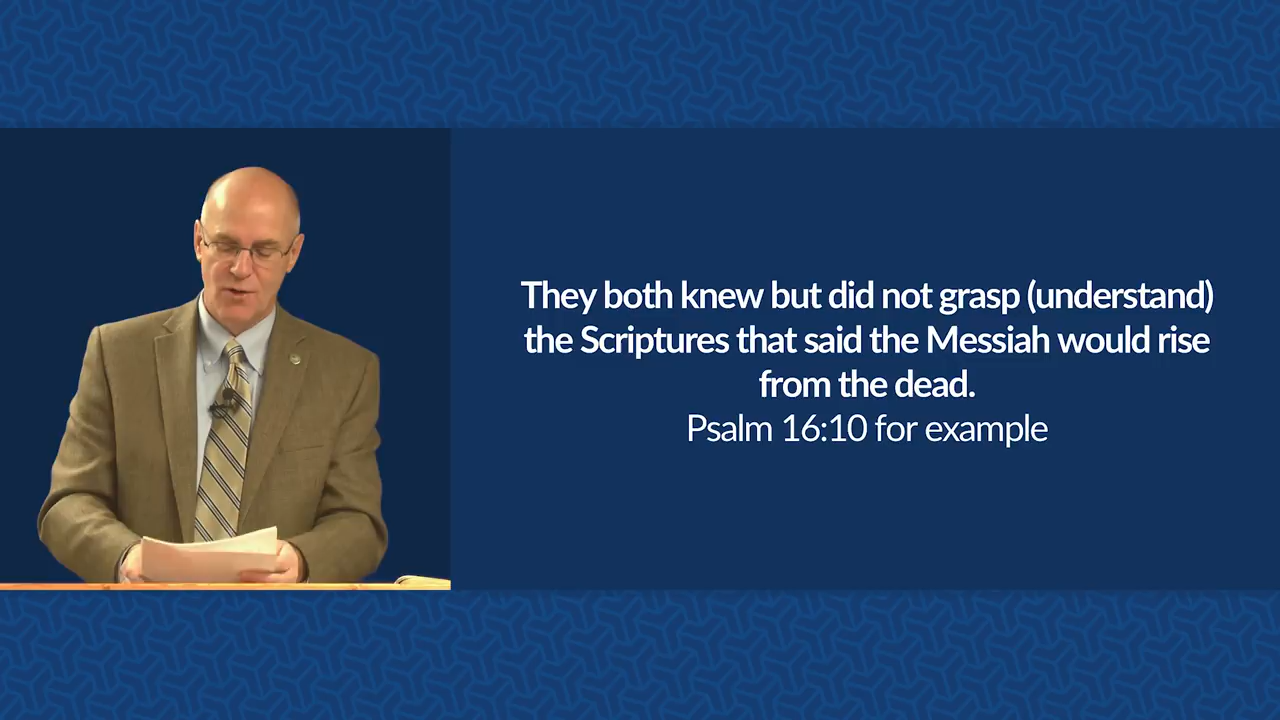 They both knew but did not grasp (understand)
the Scriptures that said the Messiah would rise
from the dead.
Psalm 16:10 for example